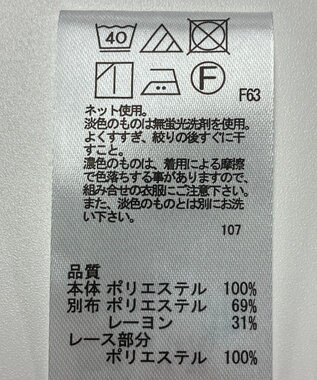 40
F
F63
ネット使用。
淡色のものは無蛍光洗剤を使用。
よくすすぎ、絞りの後すぐに干
すこと。
濃色のものは、着用による摩擦
で色落ちする事がありますので、
組み合せの衣服にご注意下さい。
また、淡色のものとは別にお洗
い下さい。
107
品質
本体 ポリエステル 100%
別布 ポリエステル 69%
レーヨン 31%
レース部分
ポリエステル 100%